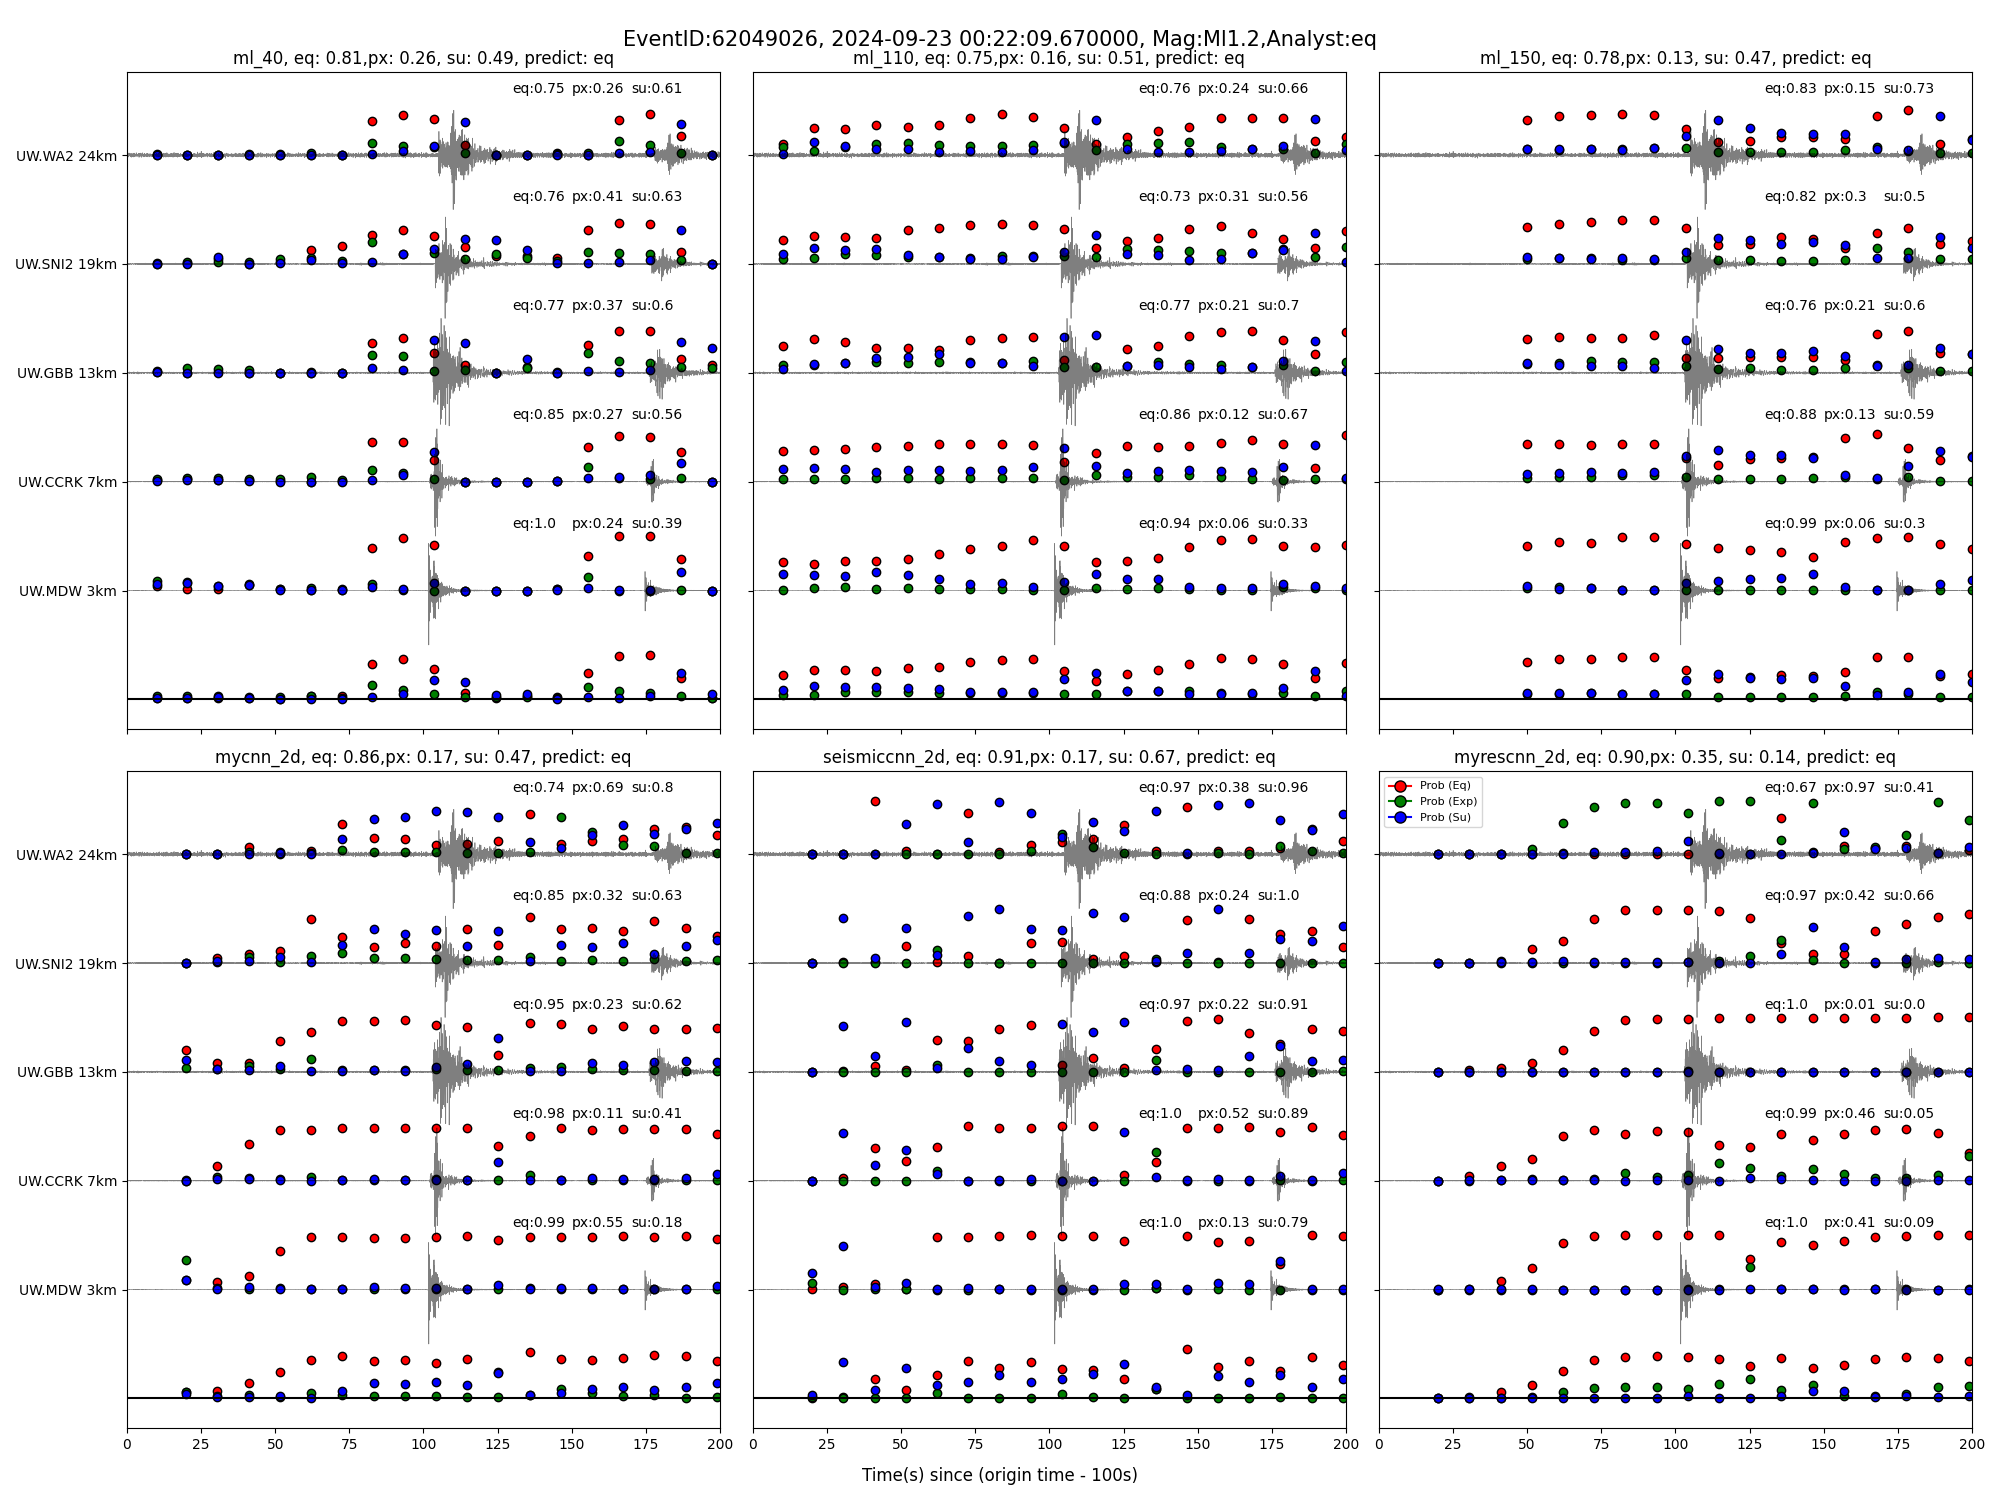 EventID:62049026, 2024-09-23 00:22:09.670000, Mag:Ml1.2,Analyst:eq
ml_40, eq: 0.81,px: 0.26, su: 0.49, predict: eq
eq:0.75 px:0.26 su:0.61
UW.WA2 24km
eq:0.76 px:0.41 su:0.63
UW.SNI2 19km
eq:0.77 px:0.37 su:0.6
UW.GBB 13km
eq:0.85 px:0.27 su:0.56
UW.CCRK 7km
eq:1.0 px:0.24 su:0.39
UW.MDW 3km
ml_110, eq: 0.75,px: 0.16, su: 0.51, predict: eq
eq:0.76 px:0.24 su:0.66
eq:0.73 px:0.31 su:0.56
eq:0.77 px:0.21 su:0.7
eq:0.86 px:0.12 su:0.67
eq:0.94 px:0.06 su:0.33
ml_150, eq: 0.78,px: 0.13, su: 0.47, predict: eq
eq:0.83 px:0.15 su:0.73
eq:0.82 px:0.3 su:0.5
eq:0.76 px:0.21 su:0.6
eq:0.88 px:0.13 su:0.59
eq:0.99 px:0.06 su:0.3
mycnn_2d, eq: 0.86,px: 0.17, su: 0.47, predict: eq
eq:0.74 px:0.69 su:0.8
UW.WA2 24km
eq:0.85 px:0.32 su:0.63
UW.SNI2 19km
eq:0.95 px:0.23 su:0.62
UW.GBB 13km
eq:0.98 px:0.11 su:0.41
UW.CCRK 7km
eq:0.99 px:0.55 su:0.18
UW.MDW 3km
0 25 50 75 100 125 150 175 200
seismiccnn_2d, eq: 0.91,px: 0.17, su: 0.67, predict: eq
eq:0.97 px:0.38 su:0.96
eq:0.88 px:0.24 su:1.0
eq:0.97 px:0.22 su:0.91
eq:1.0 px:0.52 su:0.89
eq:1.0 px:0.13 su:0.79
0 25 50 75 100 125 150 175 200
myrescnn_2d, eq: 0.90,px: 0.35, su: 0.14, predict: eq
Prob (Eq)
Prob (Exp)
Prob (Su)
eq:0.67 px:0.97 su:0.41
eq:0.97 px:0.42 su:0.66
eq:1.0 px:0.01 su:0.0
eq:0.99 px:0.46 su:0.05
eq:1.0 px:0.41 su:0.09
0 25 50 75 100 125 150 175 200
Time(s) since (origin time - 100s)